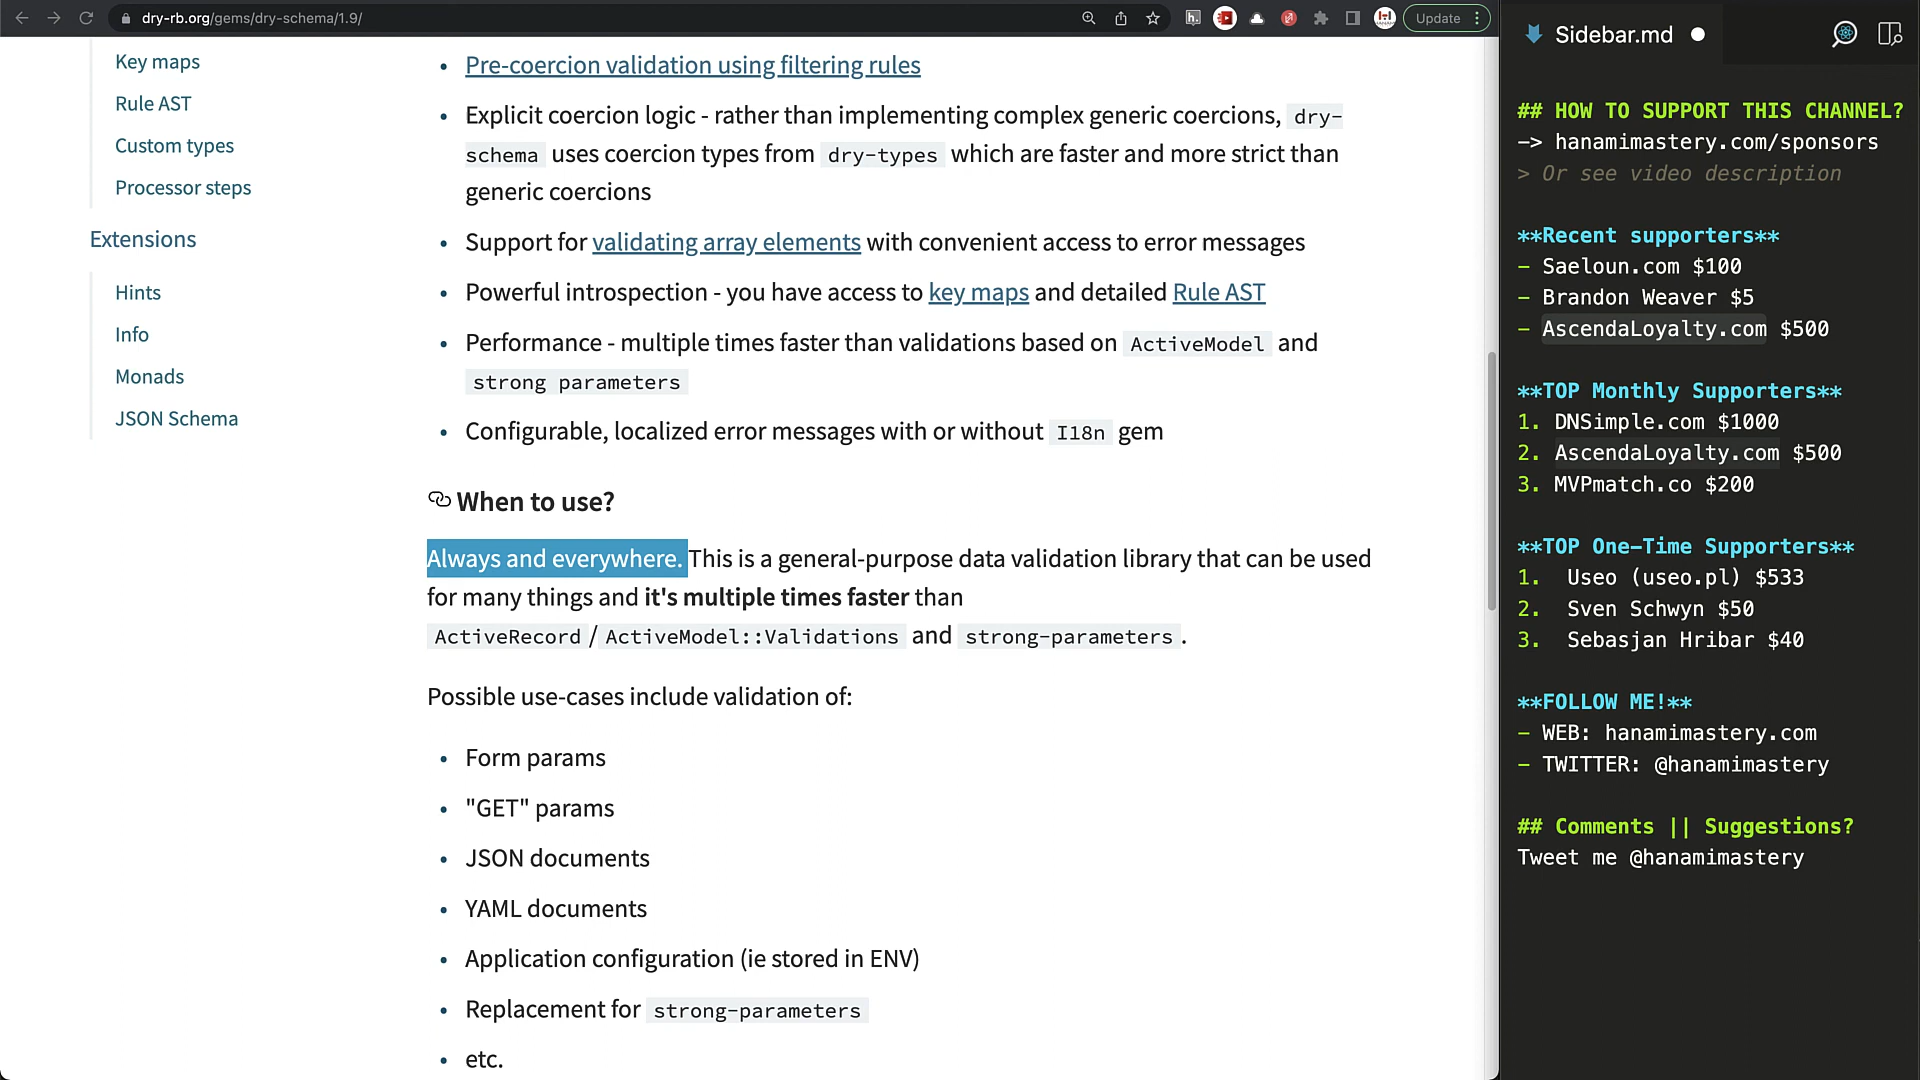 dry-rb.org/gems/dry-schema/1.9/
Update
Key maps
Rule AST
Custom types
Processor steps
Extensions
Hints
Info
Monads
JSON Schema
• Pre-coercion validation using filtering rules
• Explicit coercion logic - rather than implementing complex generic coercions, dry-
schema uses coercion types from dry-types which are faster and more strict than
generic coercions
• Support for validating array elements with convenient access to error messages
• Powerful introspection - you have access to key maps and detailed Rule AST
• Performance - multiple times faster than validations based on ActiveModel and
strong parameters
• Configurable, localized error messages with or without I18n gem
When to use?
Always and everywhere. This is a general-purpose data validation library that can be used
for many things and it's multiple times faster than
ActiveRecord/ActiveModel::Validations and strong-parameters.
Possible use-cases include validation of:
• Form params
• "GET" params
• JSON documents
• YAML documents
• Application configuration (ie stored in ENV)
• Replacement for strong-parameters
• etc.
Sidebar.md
## HOW TO SUPPORT THIS CHANNEL?
-> hanamimastery.com/sponsors
> Or see video description
**Recent supporters**
- Saeloun.com $100
- Brandon Weaver $5
- AscendaLoyalty.com $500
**TOP Monthly Supporters**
1. DNSimple.com $1000
2. AscendaLoyalty.com $500
3. MVPmatch.co $200
**TOP One-Time Supporters**
1. Useo (useo.pl) $533
2. Sven Schwyn $50
3. Sebasjan Hribar $40
**FOLLOW ME!**
- WEB: hanamimastery.com
- TWITTER: @hanamimastery
## Comments || Suggestions?
Tweet me @hanamimastery